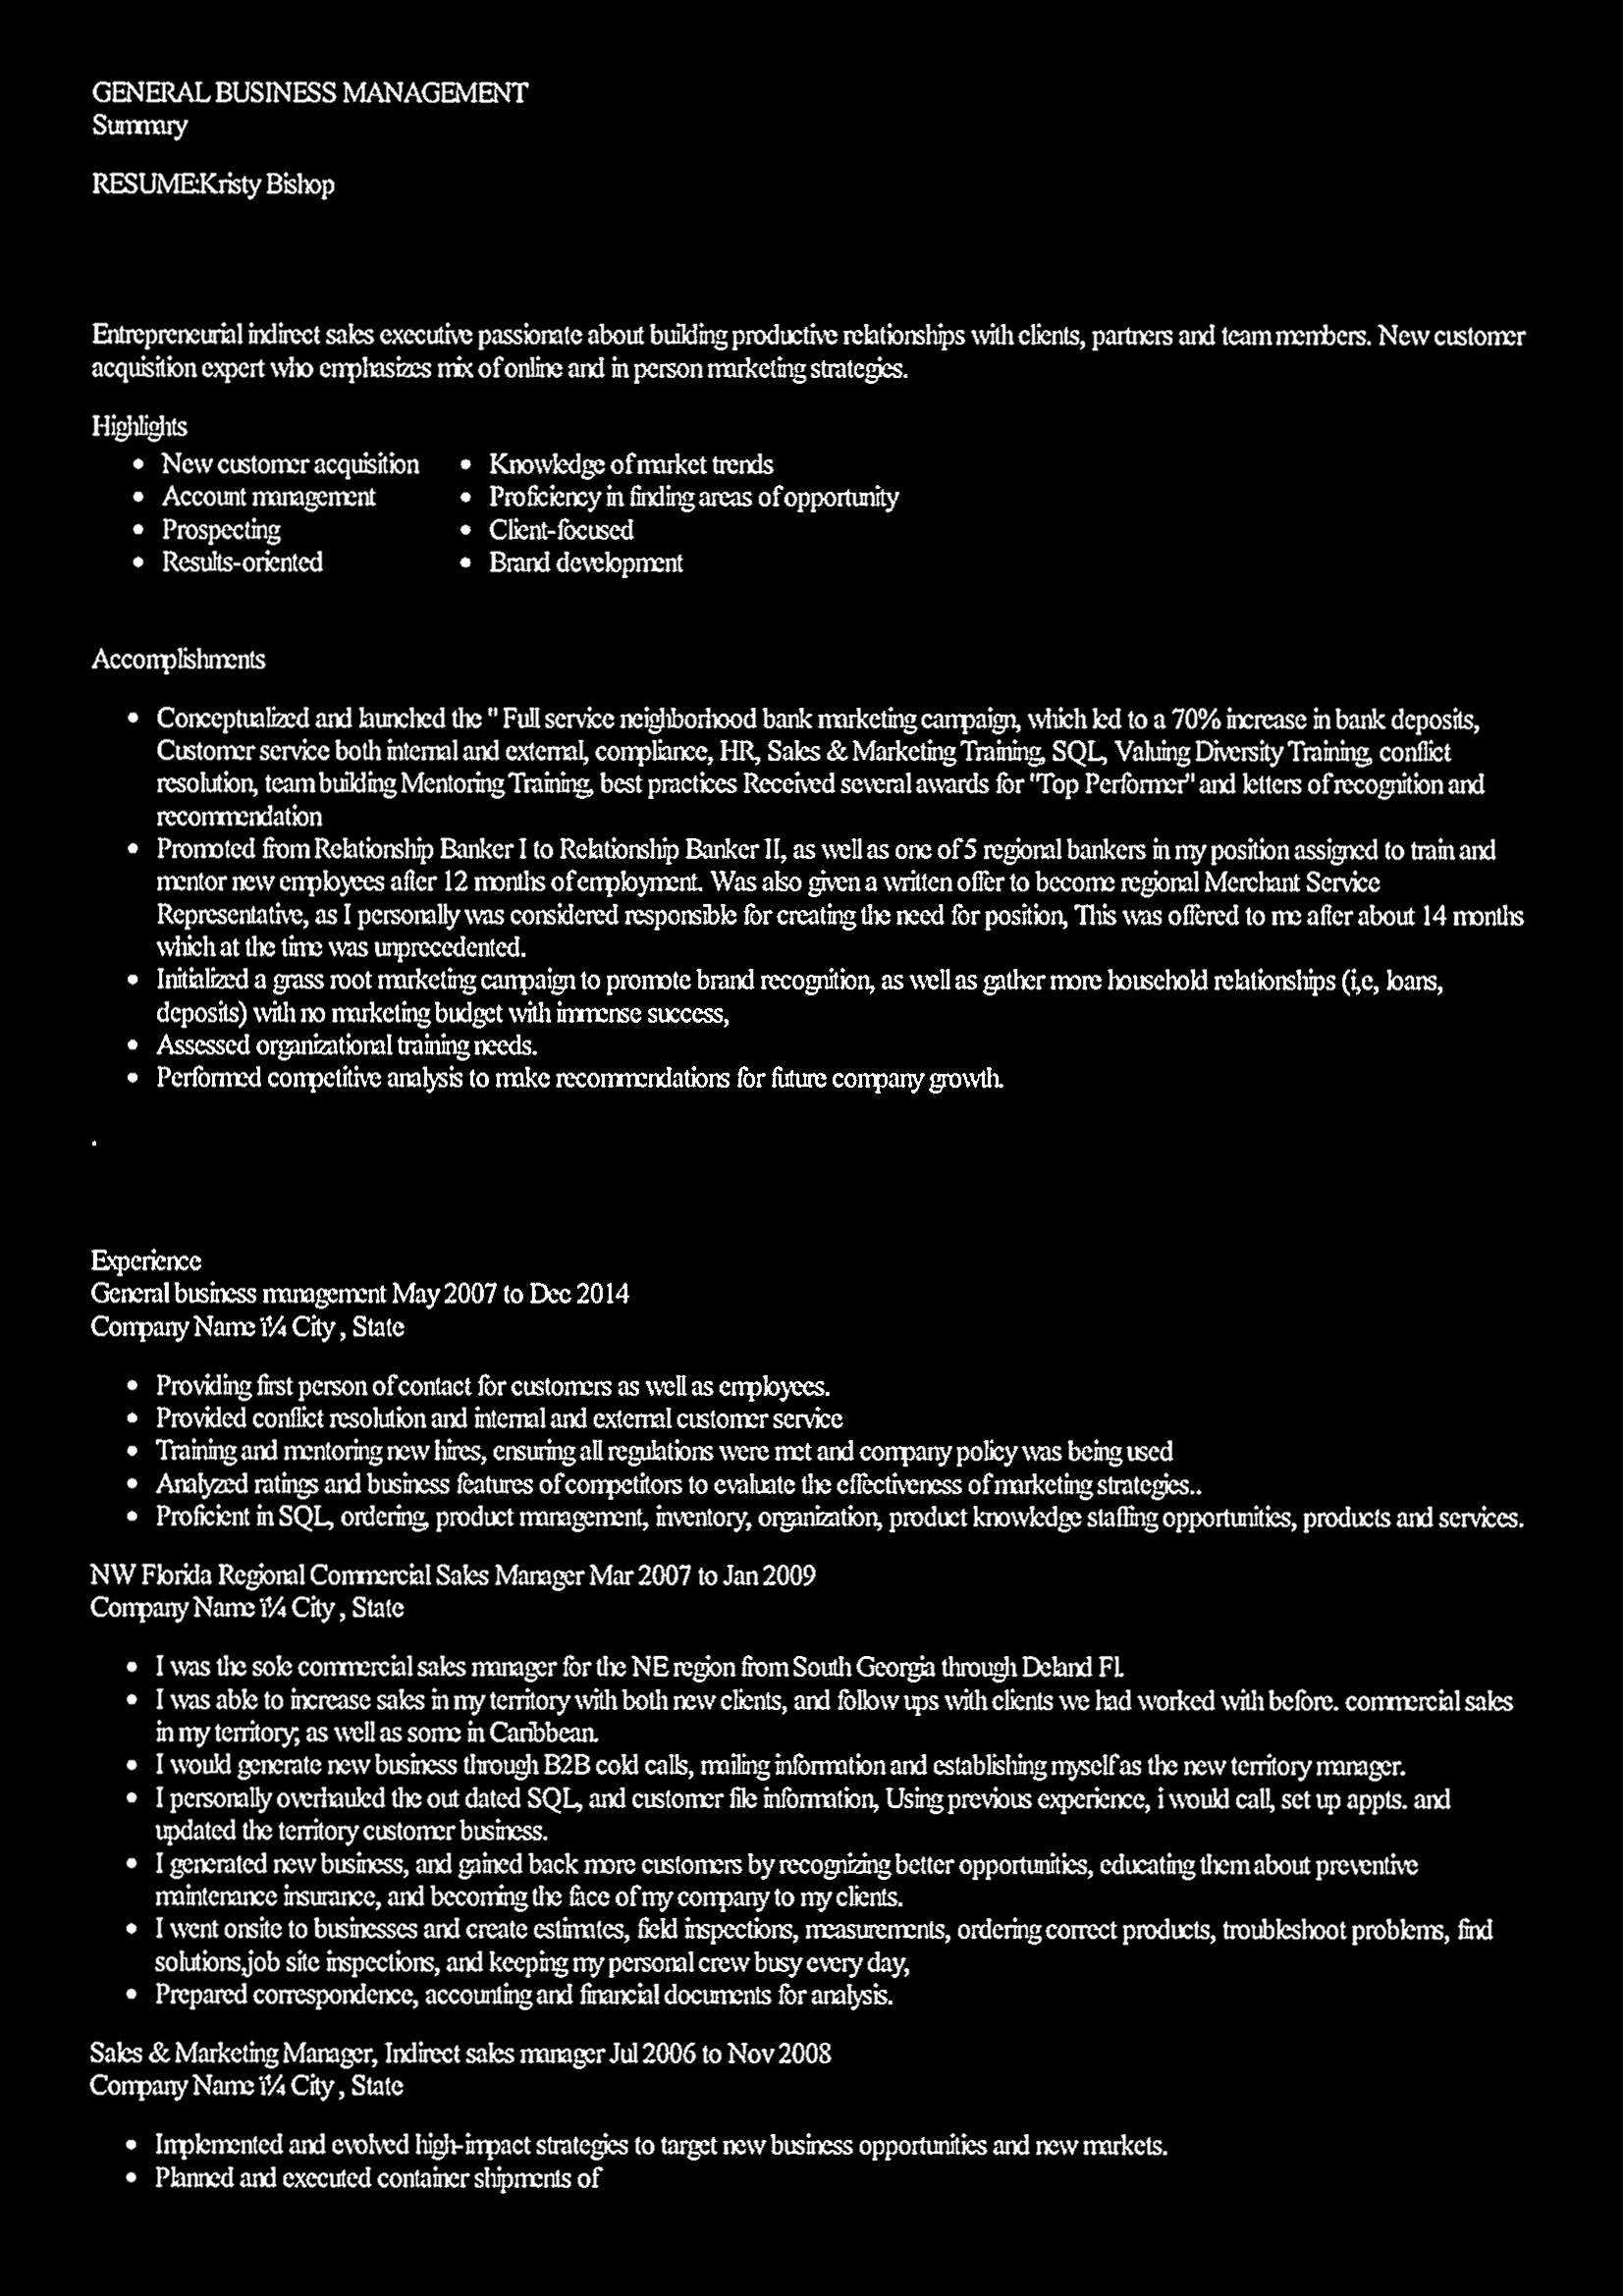 GENERAL BUSINESS MANAGEMENT
Summary
RESUME:Kristy Bishop
Entrepreneurial indirect sales executive passionate about building productive relationships with clients, partners and team members. New customer
acquisition expert who emphasizes mix of online and in person marketing strategies.
Highlights
• New customer acquisition • Knowledge of market trends
• Account management • Proficiency in finding areas of opportunity
• Prospecting • Client-focused
• Results-oriented • Brand development
Accomplishments
• Conceptualized and launched the " Full service neighborhood bank marketing campaign, which led to a 70% increase in bank deposits,
Customer service both internal and external, compliance, HR, Sales & Marketing Training, SQL, Valuing Diversity Training, conflict
resolution, team building Mentoring Training, best practices Received several awards for "Top Performer" and letters of recognition and
recommendation
• Promoted from Relationship Banker I to Relationship Banker II, as well as one of 5 regional bankers in my position assigned to train and
mentor new employees after 12 months of employment. Was also given a written offer to become regional Merchant Service
Representative, as I personally was considered responsible for creating the need for position, This was offered to me after about 14 months
which at the time was unprecedented.
• Initialized a grass root marketing campaign to promote brand recognition, as well as gather more household relationships (i,e, loans,
deposits) with no marketing budget with immense success,
• Assessed organizational training needs.
• Performed competitive analysis to make recommendations for future company growth.
.
Experience
General business management May 2007 to Dec 2014
Company Name ï¼ City , State
• Providing first person of contact for customers as well as employees.
• Provided conflict resolution and internal and external customer service
• Training and mentoring new hires, ensuring all regulations were met and company policy was being used
• Analyzed ratings and business features of competitors to evaluate the effectiveness of marketing strategies..
• Proficient in SQL, ordering, product management, inventory, organization, product knowledge staffing opportunities, products and services.
NW Florida Regional Commercial Sales Manager Mar 2007 to Jan 2009
Company Name ï¼ City , State
• I was the sole commercial sales manager for the NE region from South Georgia through Deland Fl.
• I was able to increase sales in my territory with both new clients, and follow ups with clients we had worked with before. commercial sales
in my territory; as well as some in Caribbean.
• I would generate new business through B2B cold calls, mailing information and establishing myself as the new territory manager.
• I personally overhauled the out dated SQL, and customer file information, Using previous experience, i would call, set up appts. and
updated the territory customer business.
• I generated new business, and gained back more customers by recognizing better opportunities, educating them about preventive
maintenance insurance, and becoming the face of my company to my clients.
• I went onsite to businesses and create estimates, field inspections, measurements, ordering correct products, troubleshoot problems, find
solutions,job site inspections, and keeping my personal crew busy every day,
• Prepared correspondence, accounting and financial documents for analysis.
Sales & Marketing Manager, Indirect sales manager Jul 2006 to Nov 2008
Company Name ï¼ City , State
• Implemented and evolved high-impact strategies to target new business opportunities and new markets.
• Planned and executed container shipments of